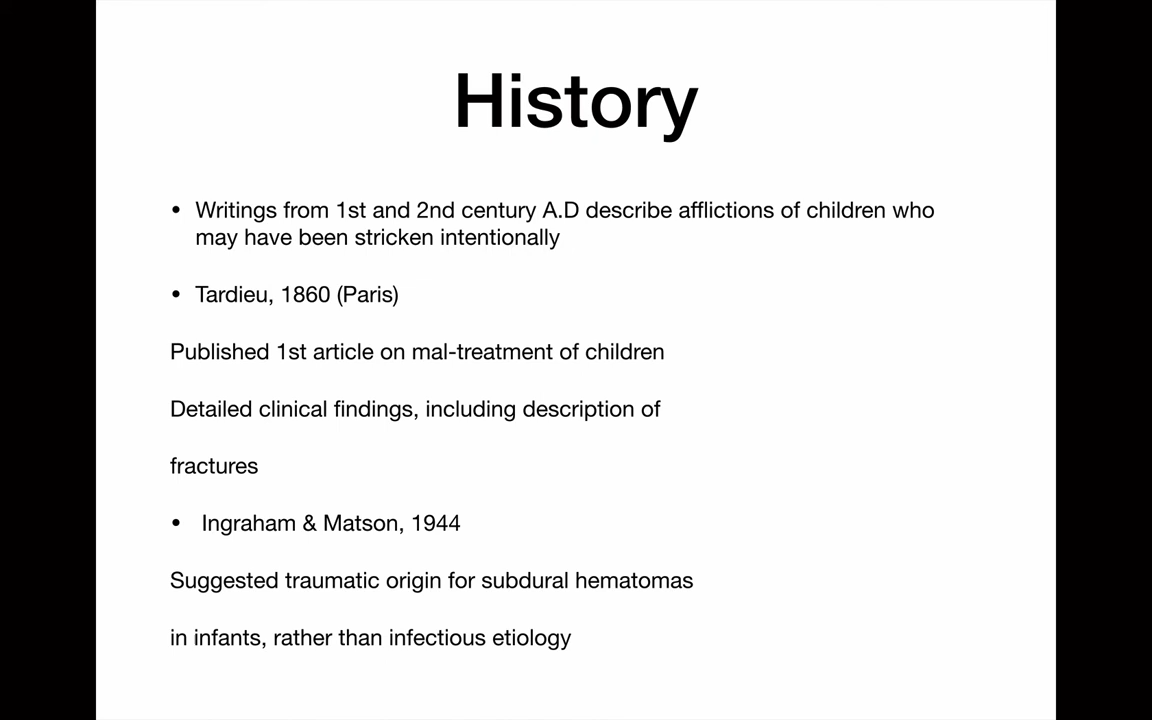 History
• Writings from 1st and 2nd century A.D describe afflictions of children who
may have been stricken intentionally
• Tardieu, 1860 (Paris)
Published 1st article on mal-treatment of children
Detailed clinical findings, including description of
fractures
• Ingraham & Matson, 1944
Suggested traumatic origin for subdural hematomas
in infants, rather than infectious etiology